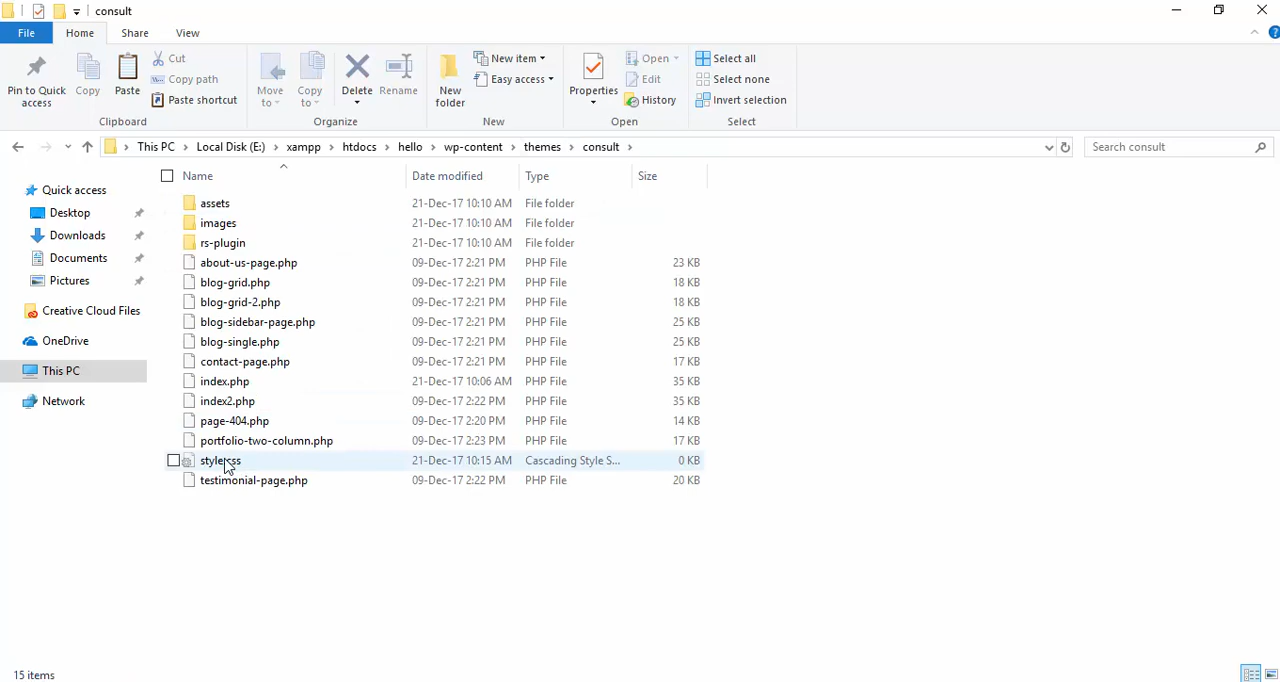 consult
File Home Share View
Pin to Quick access
Copy
Paste
Cut
Copy path
Paste shortcut
Clipboard
Move to
Copy to
Delete
Rename
Organize
New folder
New item
Easy access
New
Properties
Open
Edit
History
Open
Select all
Select none
Invert selection
Select
This PC Local Disk (E:) xampp htdocs hello wp-content themes consult
Search consult
Quick access
Desktop
Downloads
Documents
Pictures
Creative Cloud Files
OneDrive
This PC
Network
Name Date modified Type Size
assets 21-Dec-17 10:10 AM File folder
images 21-Dec-17 10:10 AM File folder
rs-plugin 21-Dec-17 10:10 AM File folder
about-us-page.php 09-Dec-17 2:21 PM PHP File 23 KB
blog-grid.php 09-Dec-17 2:21 PM PHP File 18 KB
blog-grid-2.php 09-Dec-17 2:21 PM PHP File 18 KB
blog-sidebar-page.php 09-Dec-17 2:21 PM PHP File 25 KB
blog-single.php 09-Dec-17 2:21 PM PHP File 25 KB
contact-page.php 09-Dec-17 2:21 PM PHP File 17 KB
index.php 21-Dec-17 10:06 AM PHP File 35 KB
index2.php 09-Dec-17 2:22 PM PHP File 35 KB
page-404.php 09-Dec-17 2:20 PM PHP File 14 KB
portfolio-two-column.php 09-Dec-17 2:23 PM PHP File 17 KB
style.css 21-Dec-17 10:15 AM Cascading Style S... 0 KB
testimonial-page.php 09-Dec-17 2:22 PM PHP File 20 KB
15 items